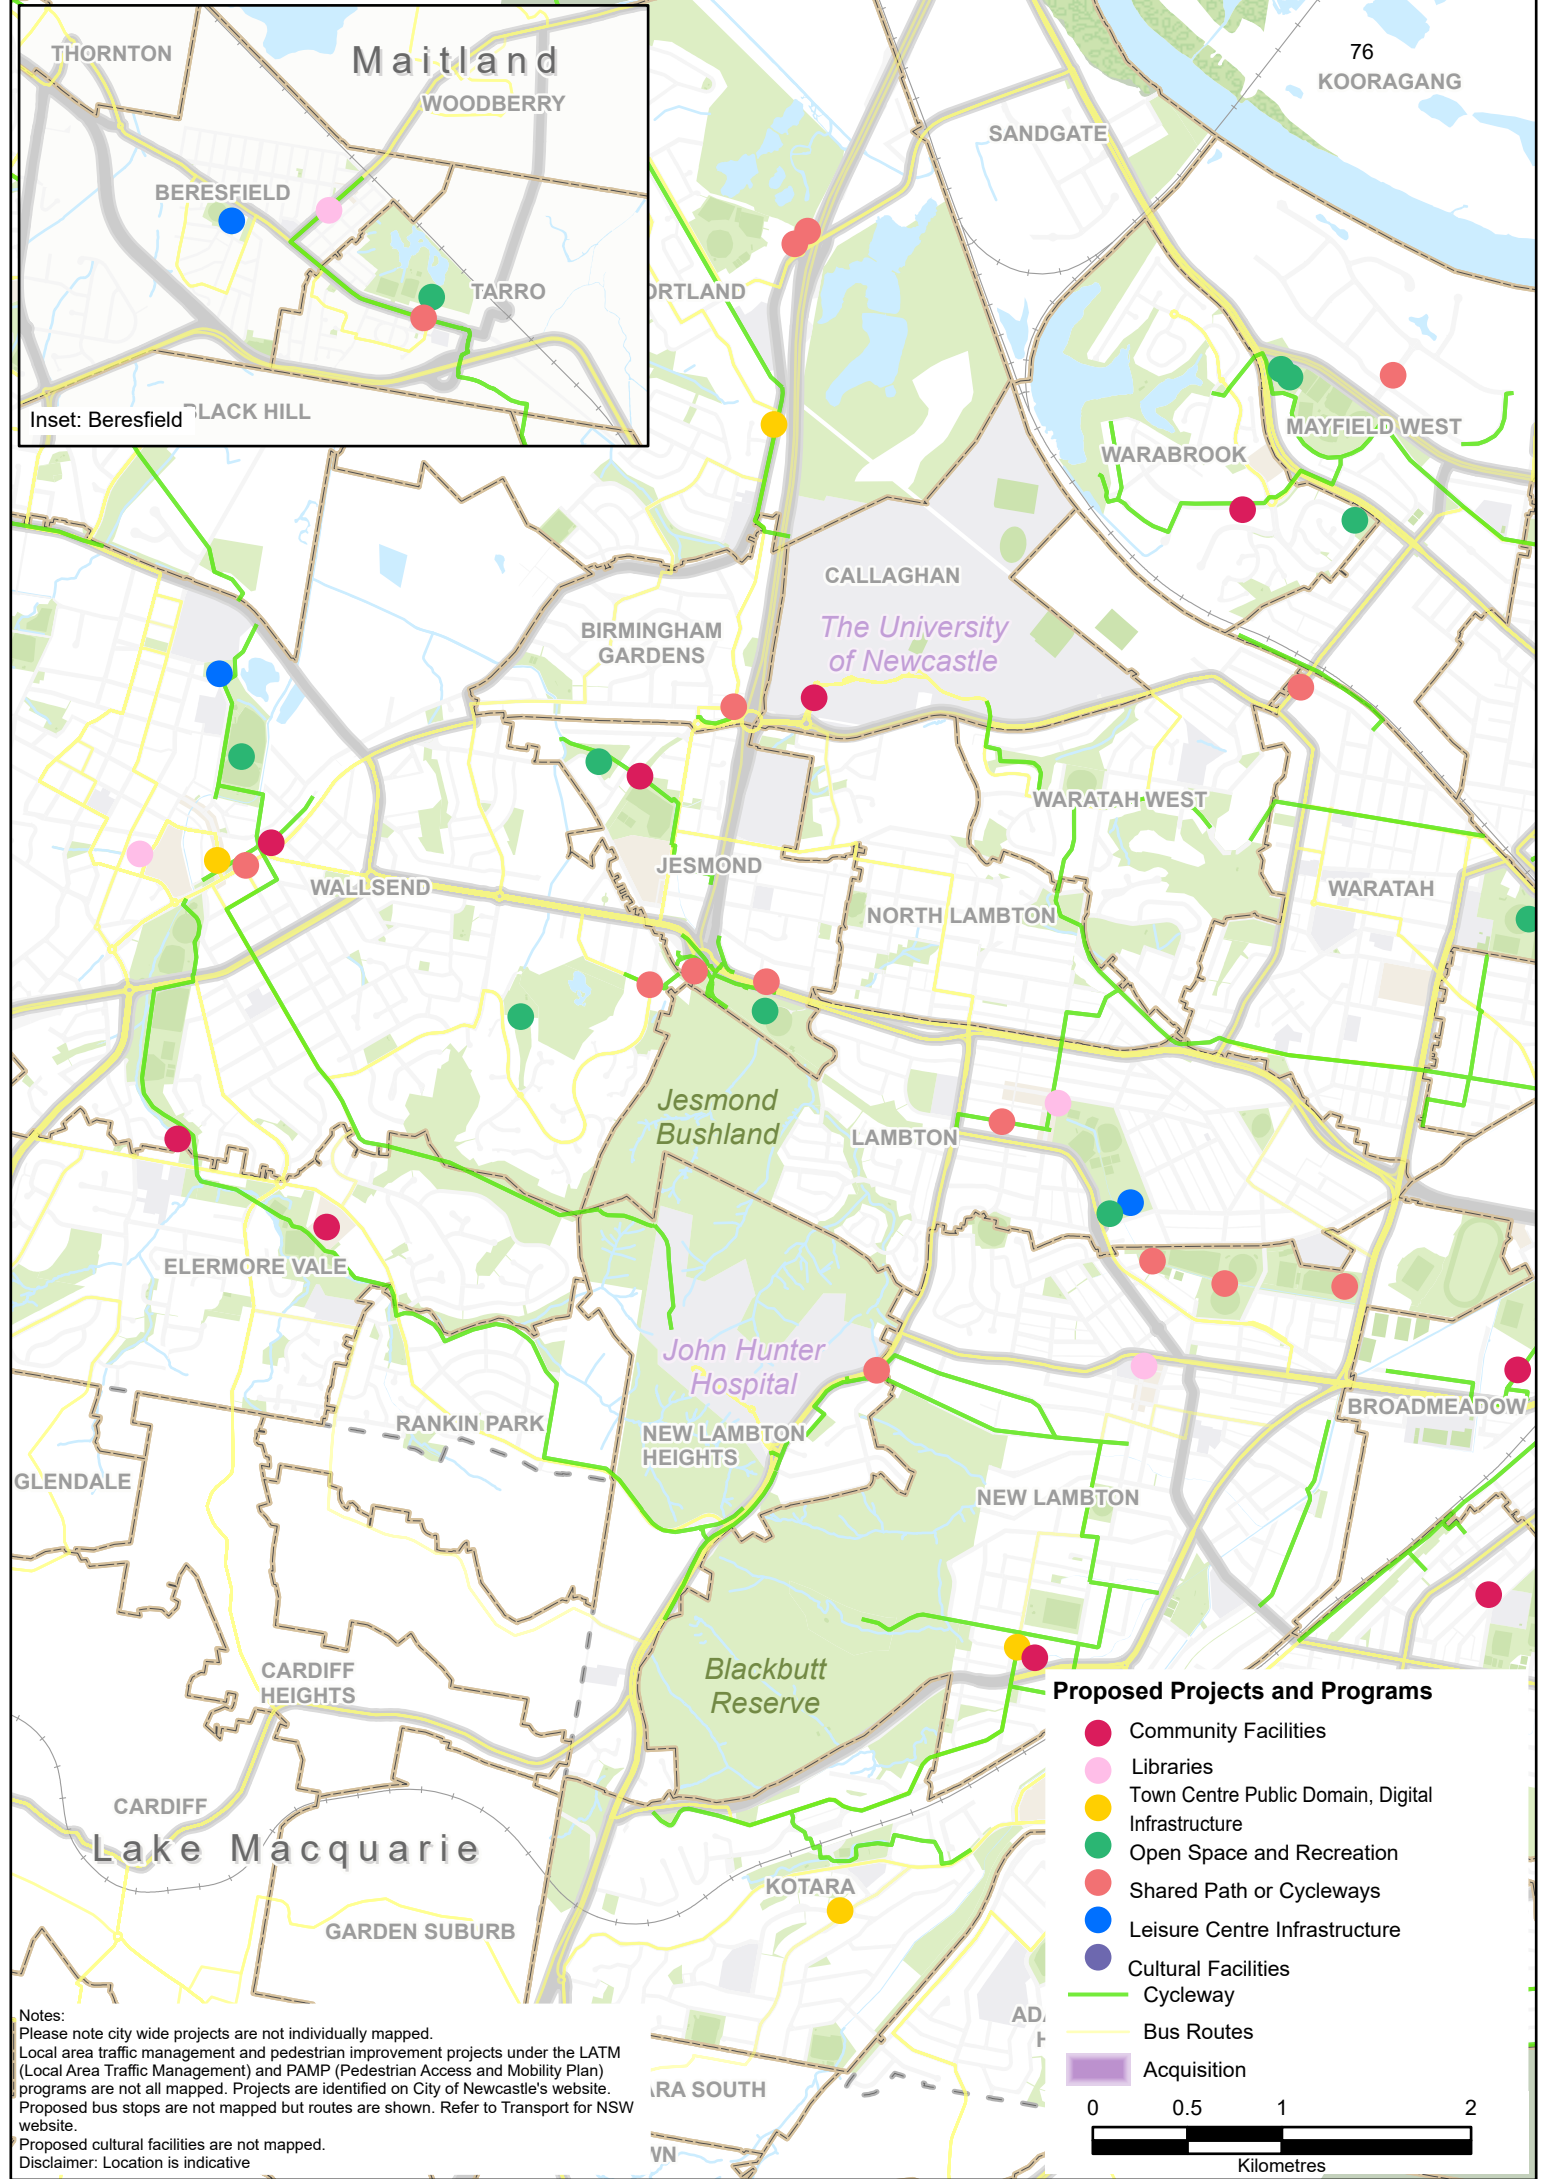 Maitland
THORNTON
WOODBERRY
BERESFIELD
TARRO
BLACK HILL
Inset: Beresfield
76
KOORAGANG
SANDGATE
ORTLAND
MAYFIELD WEST
WARABROOK
CALLAGHAN
The University
of Newcastle
BIRMINGHAM
GARDENS
WARATAH WEST
JESMOND
WALLSEND
WARATAH
NORTH LAMBTON
Jesmond
Bushland
LAMBTON
ELERMORE VALE
John Hunter
Hospital
BROADMEADOW
RANKIN PARK
NEW LAMBTON
HEIGHTS
GLENDALE
NEW LAMBTON
CARDIFF
HEIGHTS
Blackbutt
Reserve
CARDIFF
Lake Macquarie
KOTARA
GARDEN SUBURB
ARA SOUTH
WN
AD
H
Proposed Projects and Programs
Community Facilities
Libraries
Town Centre Public Domain, Digital
Infrastructure
Open Space and Recreation
Shared Path or Cycleways
Leisure Centre Infrastructure
Cultural Facilities
Cycleway
Bus Routes
Acquisition
0 0.5 1 2
Kilometres
Notes:
Please note city wide projects are not individually mapped.
Local area traffic management and pedestrian improvement projects under the LATM
(Local Area Traffic Management) and PAMP (Pedestrian Access and Mobility Plan)
programs are not all mapped. Projects are identified on City of Newcastle's website.
Proposed bus stops are not mapped but routes are shown. Refer to Transport for NSW
website.
Proposed cultural facilities are not mapped.
Disclaimer: Location is indicative